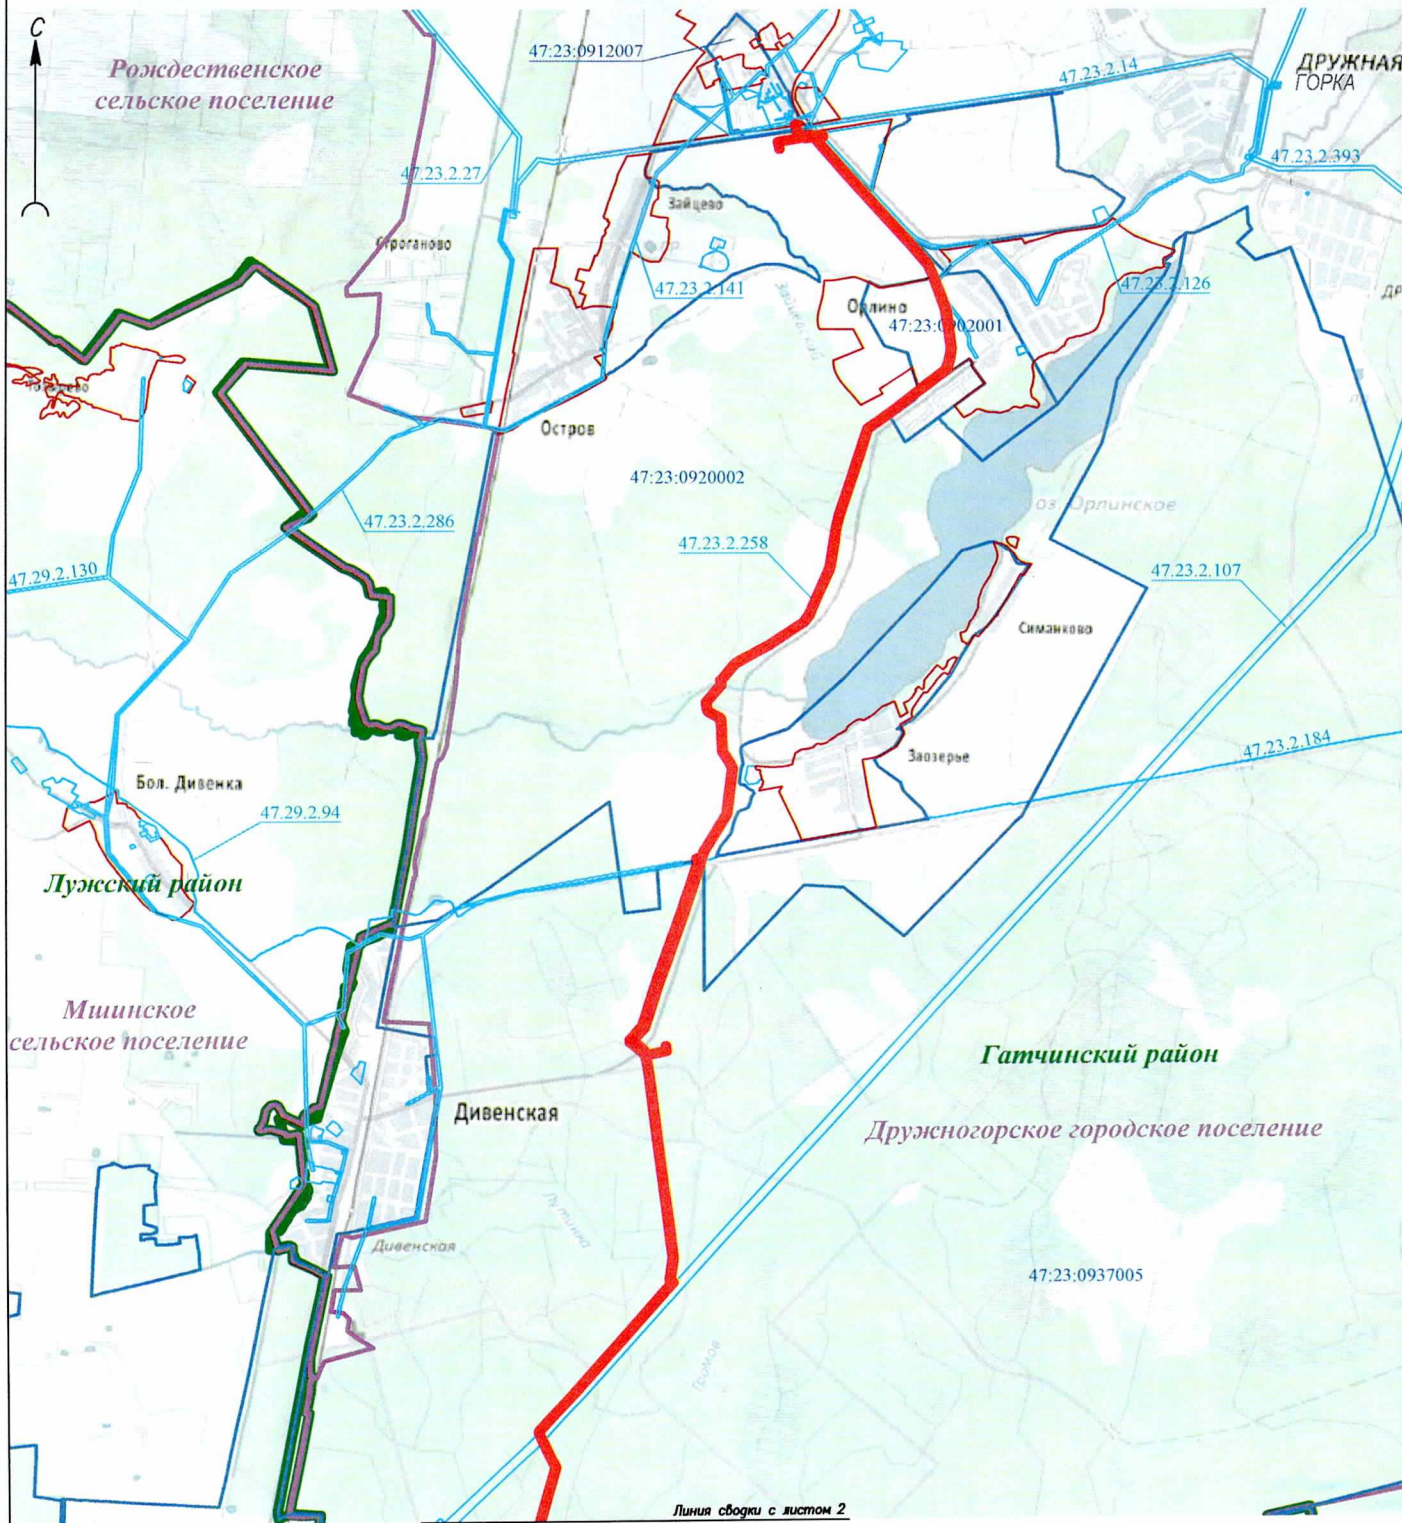 С
Рождественское
сельское поселение
47:23:0912007
47.23.2.14
ДРУЖНАЯ
ГОРКА
47.23.2.393
47.23.2.27
Зайцево
Строганово
47.23.2.141
47.23.2.126
Орлино
47:23:0902001
ДР
Остров
47:23:0920002
оз. Орлинское
47.23.2.286
47.23.2.258
47.29.2.130
47.23.2.107
Симанково
47.23.2.184
Заозерье
Бол. Дивенка
47.29.2.94
Лужский район
Мшинское
сельское поселение
Гатчинский район
Дивенская
Дружногорское городское поселение
Дивенская
47:23:0937005
Линия сводки с листом 2